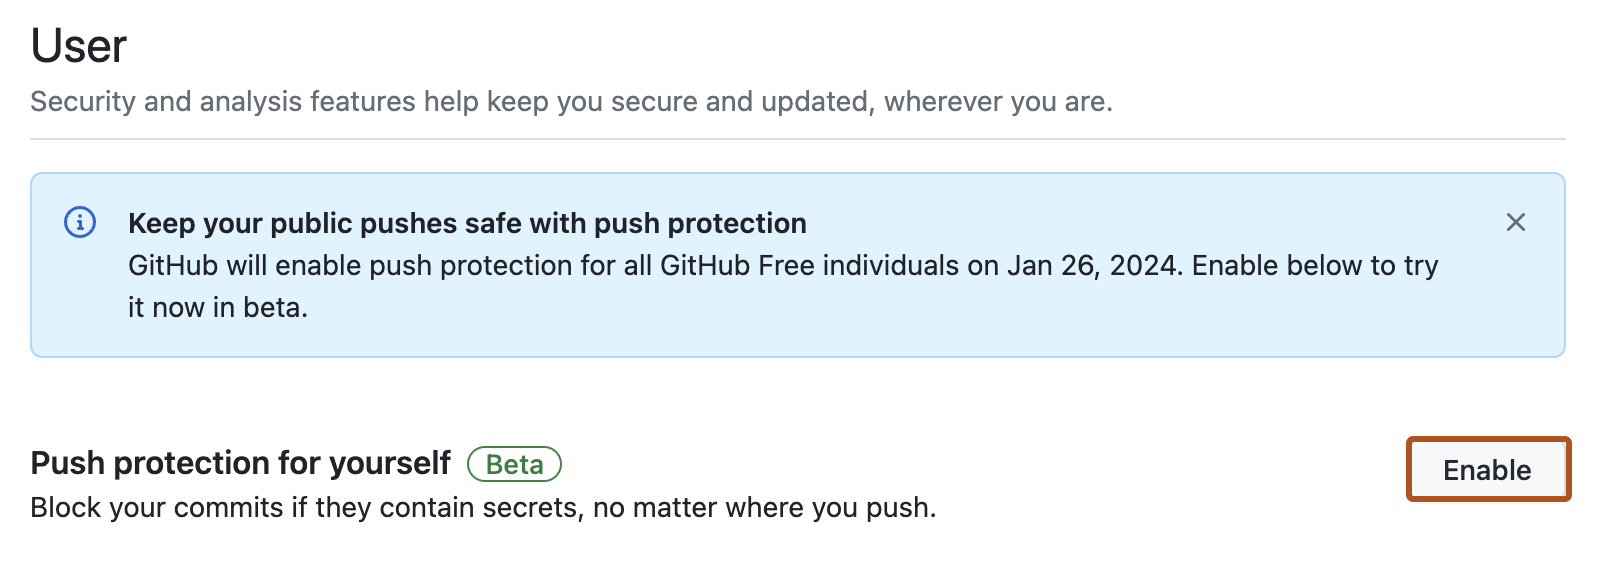 User
Security and analysis features help keep you secure and updated, wherever you are.
Keep your public pushes safe with push protection
GitHub will enable push protection for all GitHub Free individuals on Jan 26, 2024. Enable below to try
it now in beta.
Push protection for yourself Beta
Enable
Block your commits if they contain secrets, no matter where you push.